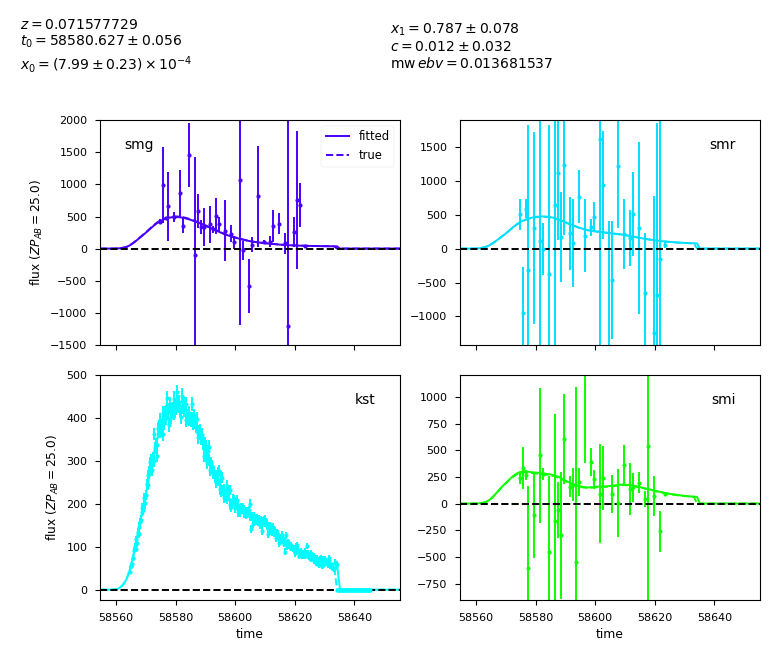 z = 0.071577729
t₀ = 58580.627 ± 0.056
x₀ = (7.99 ± 0.23) × 10⁻⁴
x₁ = 0.787 ± 0.078
c = 0.012 ± 0.032
mw ebv = 0.013681537
smg
fitted
true
2000
1500
1000
500
0
−500
−1000
−1500
flux (ZP_AB = 25.0)
smr
1500
1000
500
0
−500
−1000
kst
500
400
300
200
100
0
flux (ZP_AB = 25.0)
58560 58580 58600 58620 58640
time
smi
1000
750
500
250
0
−250
−500
−750
58560 58580 58600 58620 58640
time